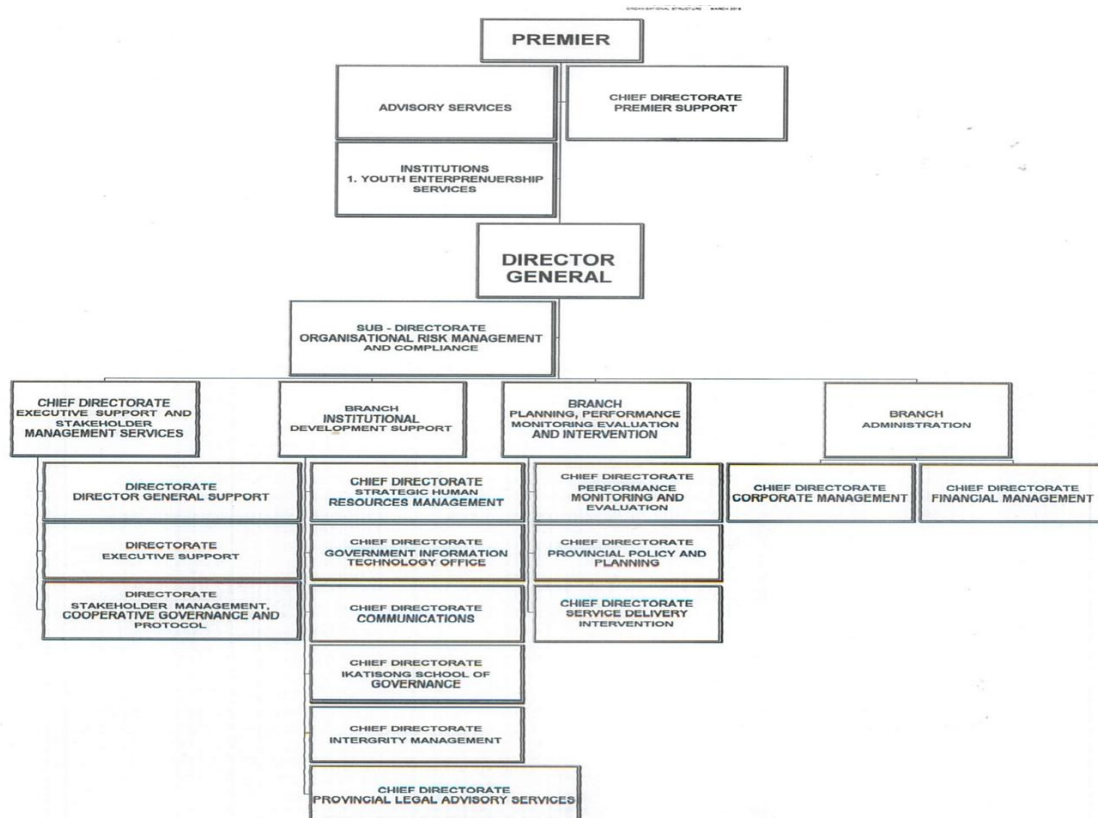 ORGANISATIONAL STRUCTURE MARCH 2016
PREMIER
ADVISORY SERVICES
CHIEF DIRECTORATE
PREMIER SUPPORT
INSTITUTIONS
1. YOUTH ENTERPRENUERSHIP
SERVICES
DIRECTOR
GENERAL
SUB - DIRECTORATE
ORGANISATIONAL RISK MANAGEMENT
AND COMPLIANCE
CHIEF DIRECTORATE
EXECUTIVE SUPPORT AND
STAKEHOLDER
MANAGEMENT SERVICES
BRANCH
INSTITUTIONAL
DEVELOPMENT SUPPORT
BRANCH
PLANNING, PERFORMANCE
MONITORING EVALUATION
AND INTERVENTION
BRANCH
ADMINISTRATION
DIRECTORATE
DIRECTOR GENERAL SUPPORT
DIRECTORATE
EXECUTIVE SUPPORT
DIRECTORATE
STAKEHOLDER MANAGEMENT,
COOPERATIVE GOVERNANCE AND
PROTOCOL
CHIEF DIRECTORATE
STRATEGIC HUMAN
RESOURCES MANAGEMENT
CHIEF DIRECTORATE
GOVERNMENT INFORMATION
TECHNOLOGY OFFICE
CHIEF DIRECTORATE
COMMUNICATIONS
CHIEF DIRECTORATE
IKATISONG SCHOOL OF
GOVERNANCE
CHIEF DIRECTORATE
INTERGRITY MANAGEMENT
CHIEF DIRECTORATE
PROVINCIAL LEGAL ADVISORY SERVICES
CHIEF DIRECTORATE
PERFORMANCE
MONITORING AND
EVALUATION
CHIEF DIRECTORATE
PROVINCIAL POLICY AND
PLANNING
CHIEF DIRECTORATE
SERVICE DELIVERY
INTERVENTION
CHIEF DIRECTORATE
CORPORATE MANAGEMENT
CHIEF DIRECTORATE
FINANCIAL MANAGEMENT